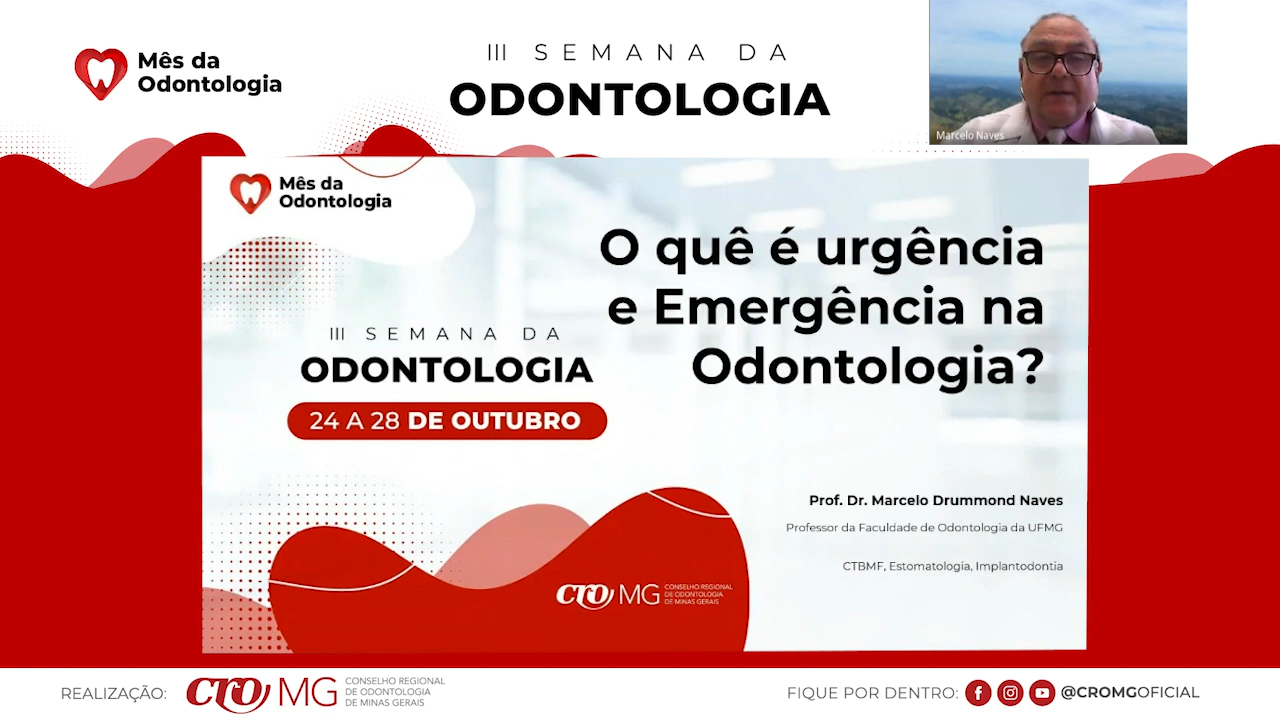 Mês da
Odontologia
III SEMANA DA
ODONTOLOGIA
Marcelo Naves
Mês da
Odontologia
O quê é urgência
e Emergência na
Odontologia?
III SEMANA DA
ODONTOLOGIA
24 A 28 DE OUTUBRO
Prof. Dr. Marcelo Drummond Naves
Professor da Faculdade de Odontologia da UFMG
CTBMF, Estomatologia, Implantodontia
CRO MG CONSELHO REGIONAL
DE ODONTOLOGIA
DE MINAS GERAIS
REALIZAÇÃO:
CRO MG CONSELHO REGIONAL
DE ODONTOLOGIA
DE MINAS GERAIS
FIQUE POR DENTRO: @CROMGOFICIAL